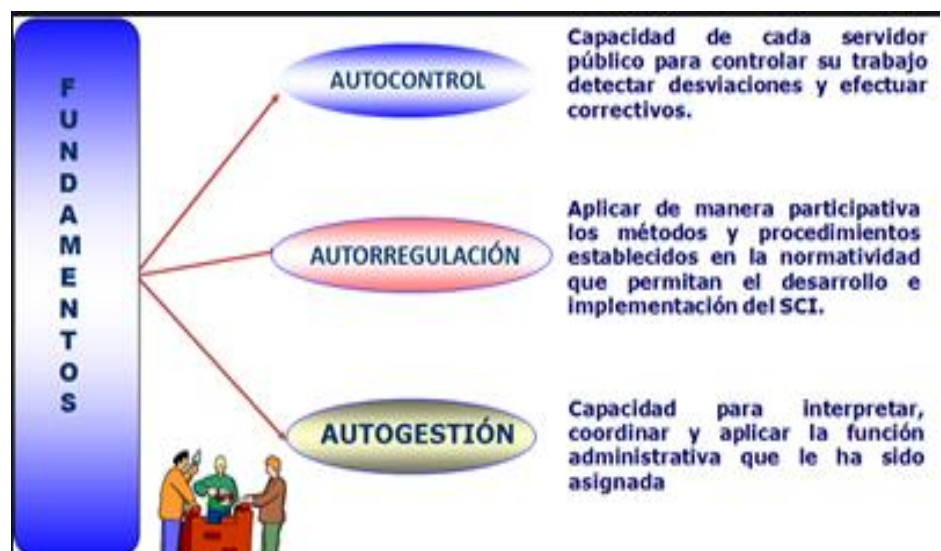 FUNDAMENTOS
AUTOCONTROL
Capacidad de cada servidor
público para controlar su trabajo
detectar desviaciones y efectuar
correctivos.
AUTORREGULACIÓN
Aplicar de manera participativa
los métodos y procedimientos
establecidos en la normatividad
que permitan el desarrollo e
implementación del SCI.
AUTOGESTIÓN
Capacidad para interpretar,
coordinar y aplicar la función
administrativa que le ha sido
asignada